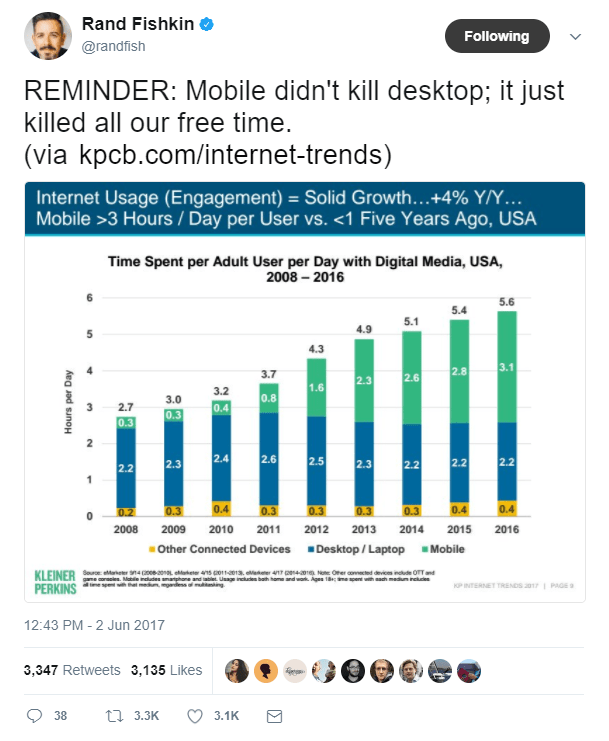 Rand Fishkin
@randfish
Following
REMINDER: Mobile didn't kill desktop; it just
killed all our free time.
(via kpcb.com/internet-trends)
Internet Usage (Engagement) = Solid Growth...+4% Y/Y...
Mobile >3 Hours / Day per User vs. <1 Five Years Ago, USA
Time Spent per Adult User per Day with Digital Media, USA,
2008 – 2016
Hours per Day
6
5
4
3
2
1
0
2.7 3.0 3.2 3.7 4.3 4.9 5.1 5.4 5.6
0.3 0.3 0.4 0.8 1.6 2.3 2.6 2.8 3.1
2.2 2.3 2.4 2.6 2.5 2.3 2.2 2.2 2.2
0.2 0.3 0.4 0.3 0.3 0.3 0.3 0.4 0.4
2008 2009 2010 2011 2012 2013 2014 2015 2016
Other Connected Devices Desktop / Laptop Mobile
KLEINER
PERKINS
Source: eMarketer 9/14 (2008-2010), eMarketer 4/15 (2011-2013), eMarketer 4/17 (2014-2016). Note: Other connected devices include OTT and
game consoles. Mobile includes smartphone and tablet. Usage includes both home and work. Ages 18+; time spent with each medium includes
all time spent with that medium, regardless of multitasking.
KP INTERNET TRENDS 2017 | PAGE 8
12:43 PM - 2 Jun 2017
3,347 Retweets 3,135 Likes
38 3.3K 3.1K